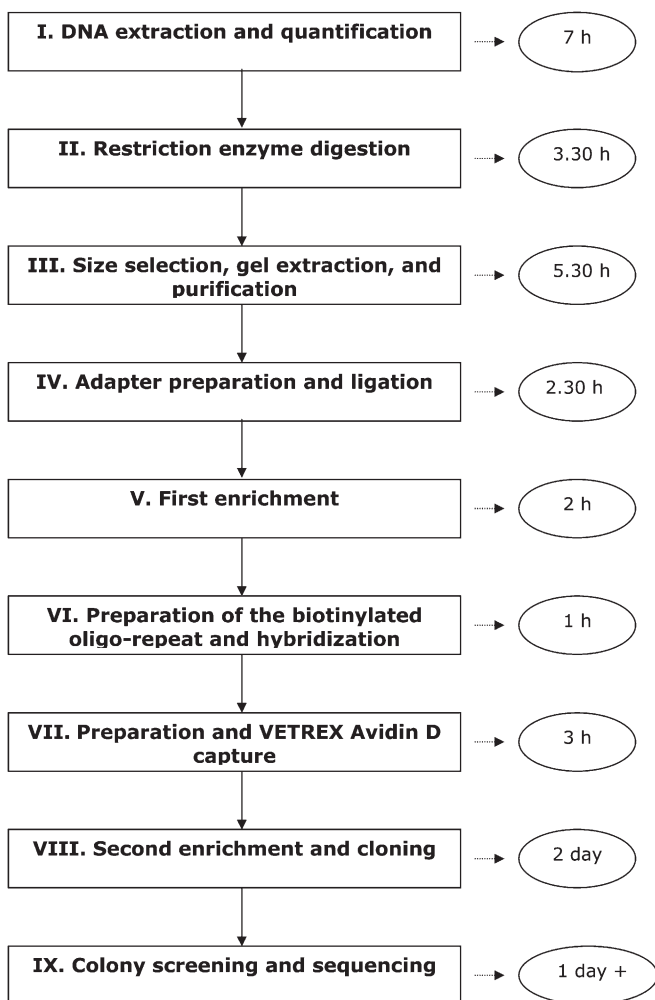 I. DNA extraction and quantification
7 h
II. Restriction enzyme digestion
3.30 h
III. Size selection, gel extraction, and
purification
5.30 h
IV. Adapter preparation and ligation
2.30 h
V. First enrichment
2 h
VI. Preparation of the biotinylated
oligo-repeat and hybridization
1 h
VII. Preparation and VETREX Avidin D
capture
3 h
VIII. Second enrichment and cloning
2 day
IX. Colony screening and sequencing
1 day +